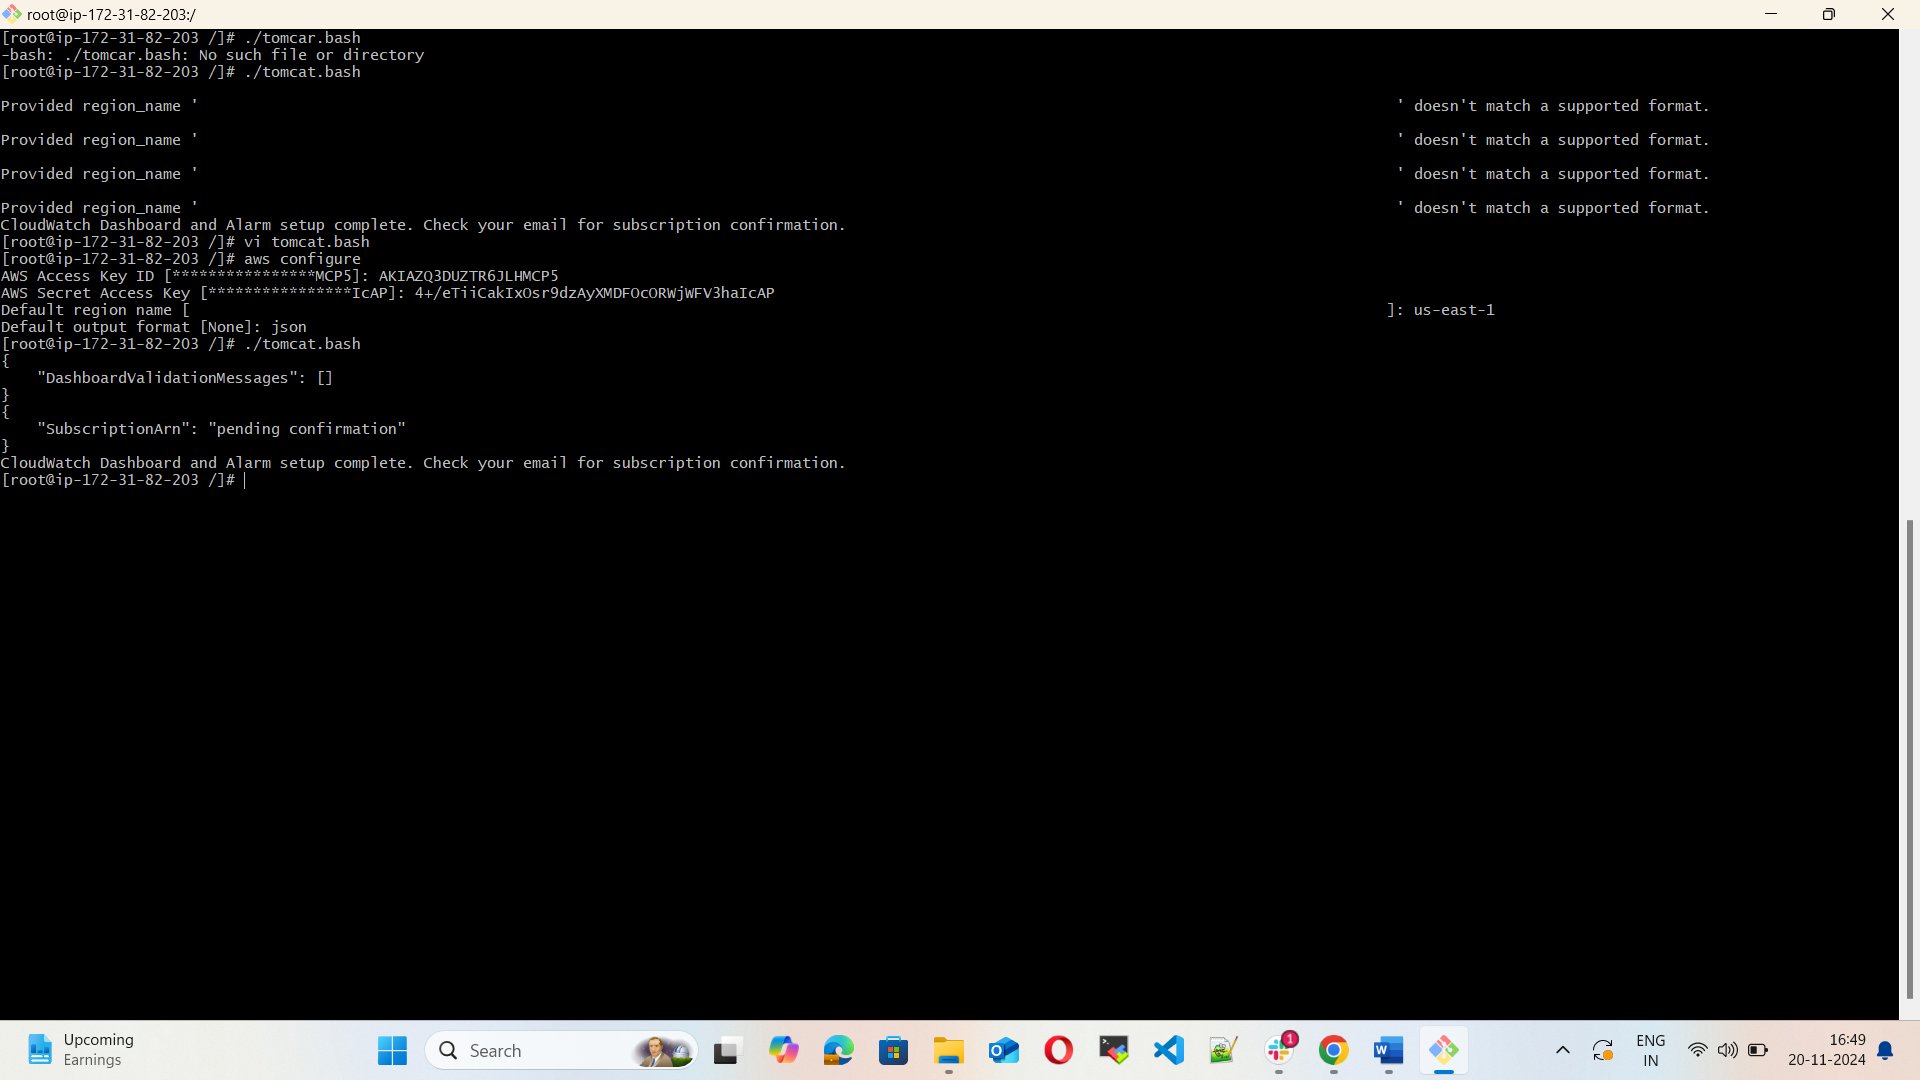 root@ip-172-31-82-203:/
[root@ip-172-31-82-203 /]# ./tomcar.bash
-bash: ./tomcar.bash: No such file or directory
[root@ip-172-31-82-203 /]# ./tomcat.bash
Provided region_name ' ' doesn't match a supported format.
Provided region_name ' ' doesn't match a supported format.
Provided region_name ' ' doesn't match a supported format.
Provided region_name ' ' doesn't match a supported format.
CloudWatch Dashboard and Alarm setup complete. Check your email for subscription confirmation.
[root@ip-172-31-82-203 /]# vi tomcat.bash
[root@ip-172-31-82-203 /]# aws configure
AWS Access Key ID [****************MCP5]: AKIAZQ3DUZTR6JLHMCP5
AWS Secret Access Key [****************IcAP]: 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
Default region name [ ]: us-east-1
Default output format [None]: json
[root@ip-172-31-82-203 /]# ./tomcat.bash
{
"DashboardValidationMessages": []
}
{
"SubscriptionArn": "pending confirmation"
}
CloudWatch Dashboard and Alarm setup complete. Check your email for subscription confirmation.
[root@ip-172-31-82-203 /]#
Upcoming
Earnings
Search
1
ENG
IN
16:49
20-11-2024